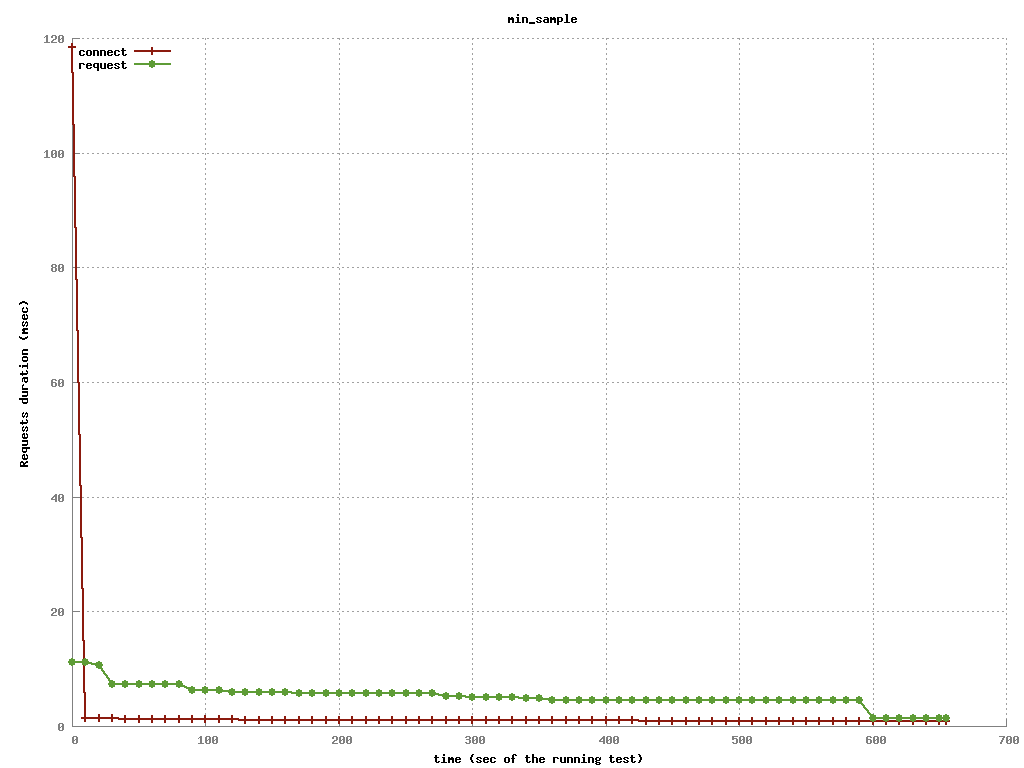 min_sample
120
connect
request
100
80
60
40
20
0
Requests duration (msec)
0 100 200 300 400 500 600 700
time (sec of the running test)